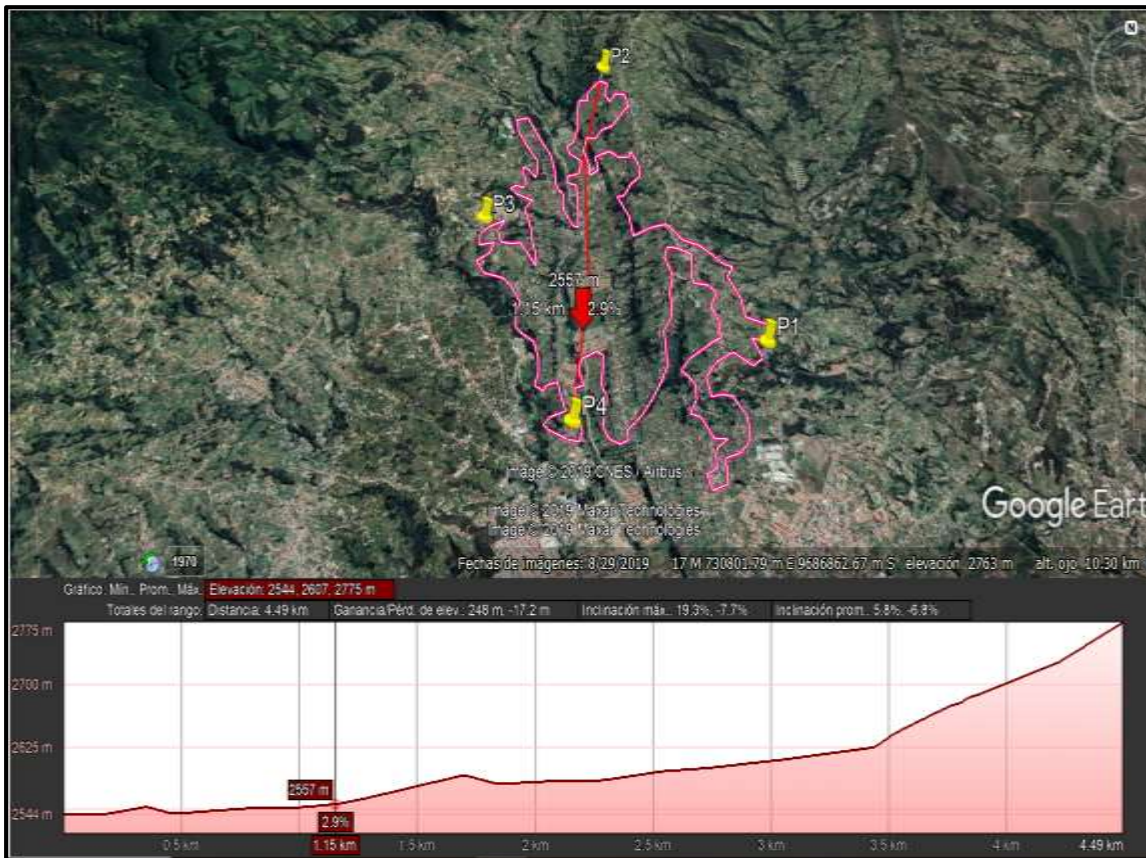 N
P2
P3
2557 m
1.15 km 2.9%
P1
P4
Image © 2019 CNES / Airbus
Image © 2019 Maxar Technologies
Image © 2019 Maxar Technologies
Google Eart
1970
Fechas de imágenes: 8/29/2019 17 M 730801.79 m E 9686862.67 m S elevación 2763 m alt. ojo 10.30 km
Gráfico: Mín., Prom., Máx. Elevación: 2544, 2607, 2775 m
Totales del rango: Distancia: 4.49 km Ganancia/Pérd. de elev.: 248 m, -17.2 m Inclinación máx.: 19.3%, -7.7% Inclinación prom.: 5.8%, -6.8%
2775 m
2700 m
2625 m
2557 m
2544 m
2.9%
0.5 km 1.15 km 1.5 km 2 km 2.5 km 3 km 3.5 km 4 km 4.49 km